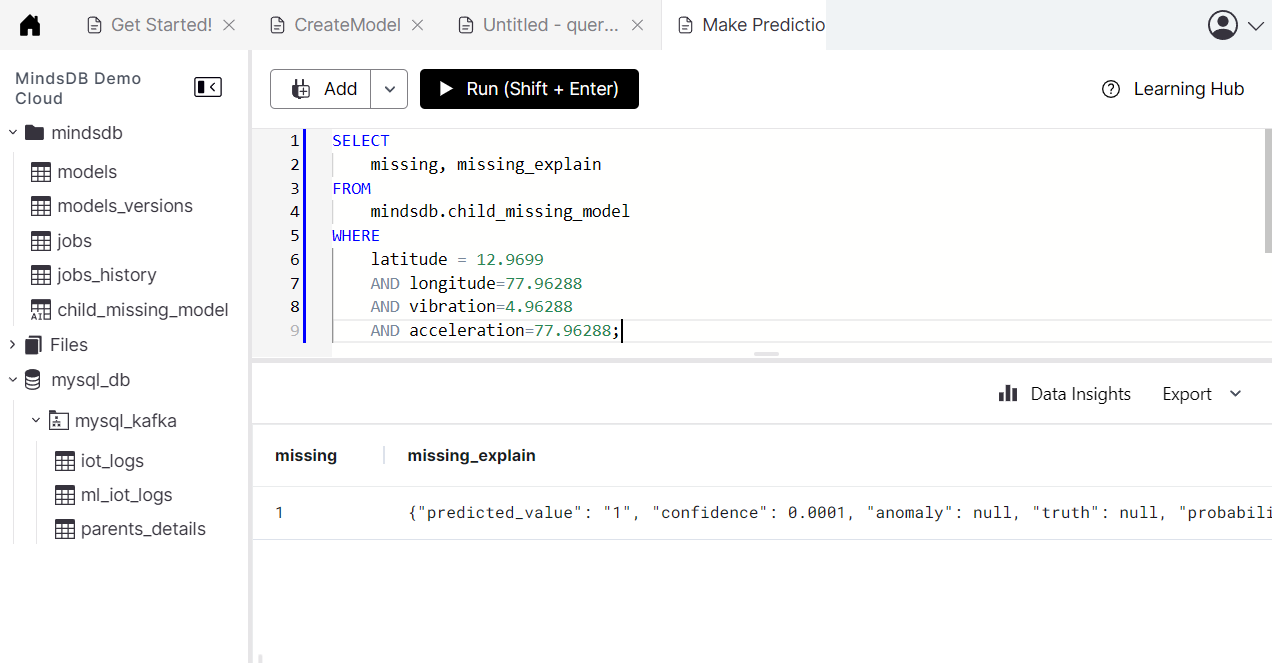 Get Started!
CreateModel
Untitled - quer...
Make Predictio
MindsDB Demo
Cloud
mindsdb
models
models_versions
jobs
jobs_history
child_missing_model
Files
mysql_db
mysql_kafka
iot_logs
ml_iot_logs
parents_details
Add
Run (Shift + Enter)
Learning Hub
1 SELECT
2 missing, missing_explain
3 FROM
4 mindsdb.child_missing_model
5 WHERE
6 latitude = 12.9699
7 AND longitude=77.96288
8 AND vibration=4.96288
9 AND acceleration=77.96288;
Data Insights
Export
missing missing_explain
1 {"predicted_value": "1", "confidence": 0.0001, "anomaly": null, "truth": null, "probabili